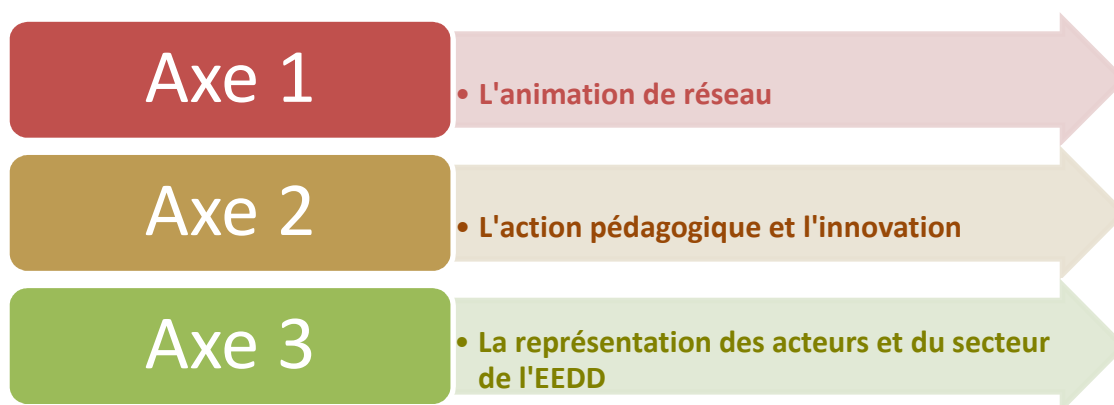 Axe 1
• L'animation de réseau
Axe 2
• L'action pédagogique et l'innovation
Axe 3
• La représentation des acteurs et du secteur
de l'EEDD